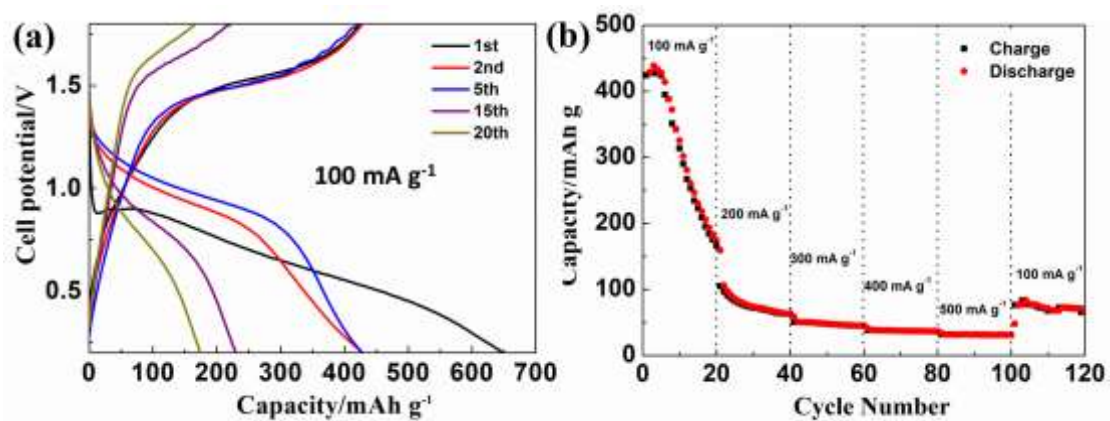 (a)
Cell potential/V
1.5
1.0
0.5
1st
2nd
5th
15th
20th
100 mA g-1
0 100 200 300 400 500 600 700
Capacity/mAh g-1
(b)
Capacity/mAh g
500
450
400
300
200
100
0
100 mA g-1
Charge
Discharge
200 mA g-1
300 mA g-1
400 mA g-1
500 mA g-1
100 mA g-1
0 20 40 60 80 100 120
Cycle Number